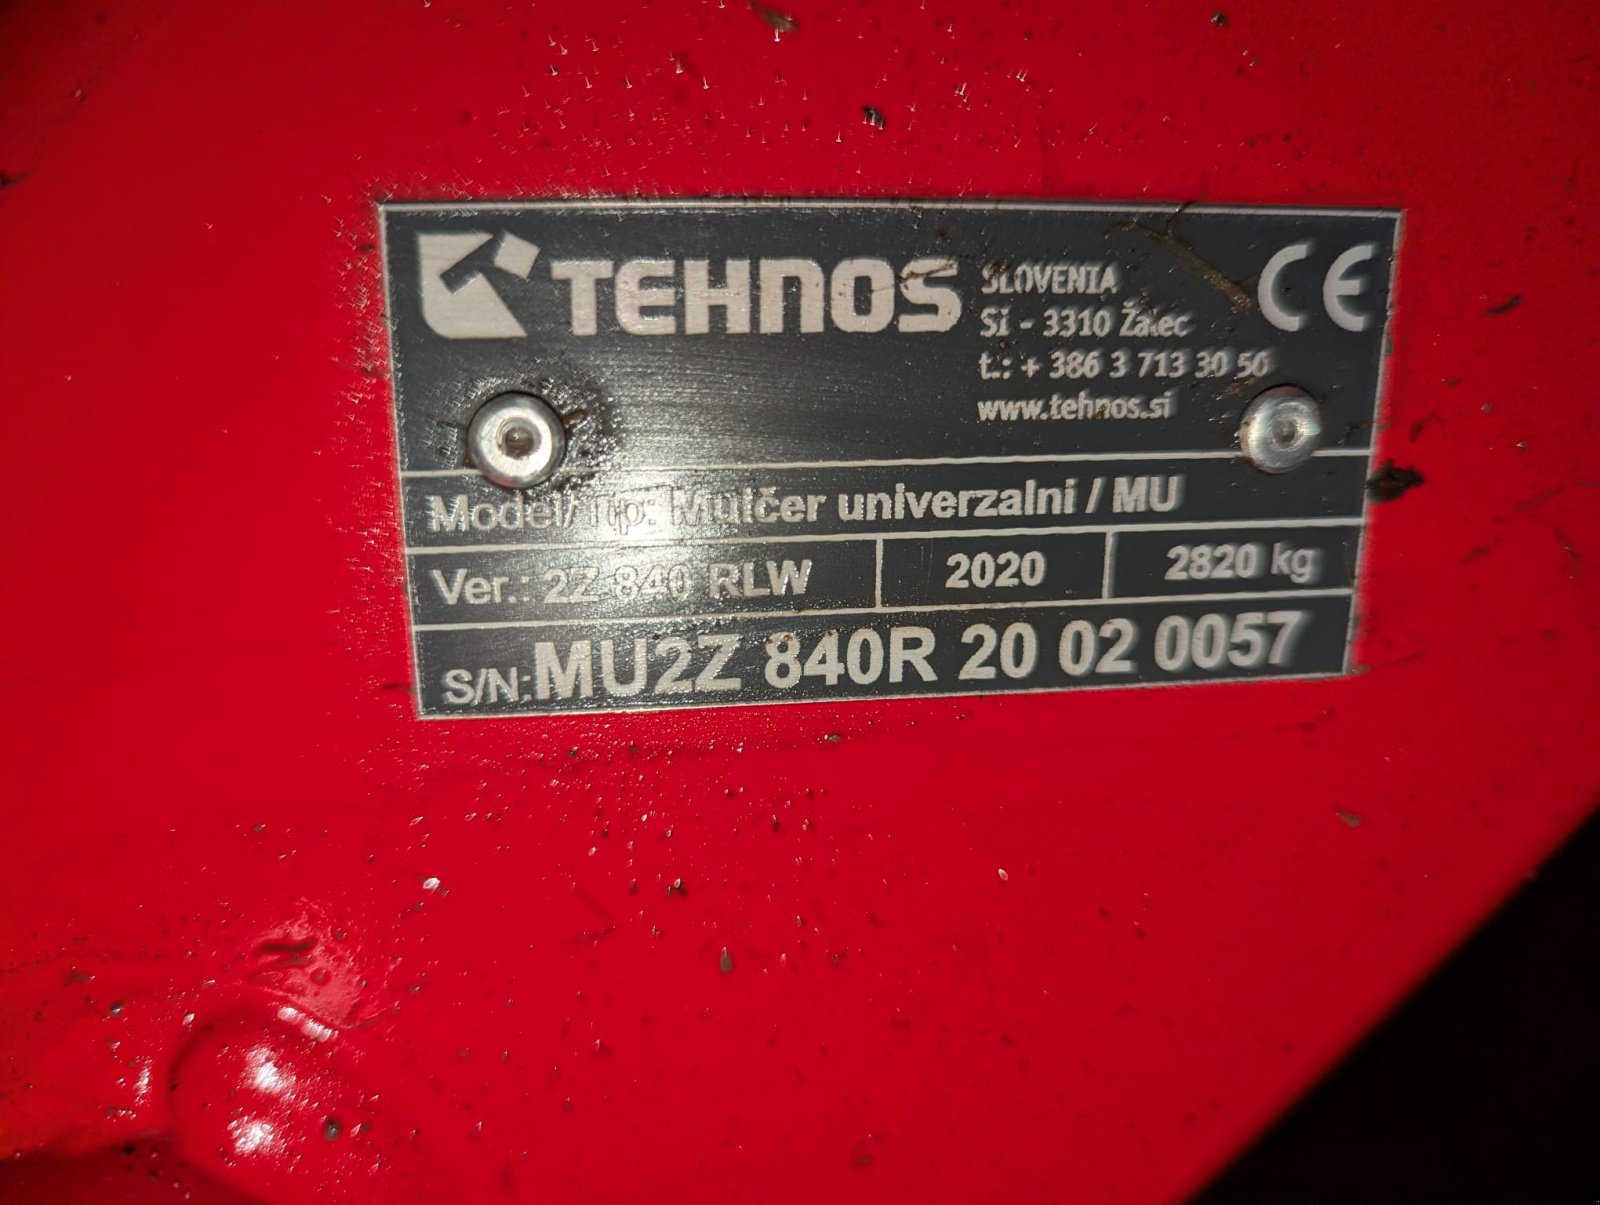 TEHNOS
SLOVENIA
SI - 3310 Žalec
t.: + 386 3 713 30 50
www.tehnos.si
CE
Model/Tip: Mulčer univerzalni / MU
Ver.: 2Z 840 RLW
2020
2820 kg
S/N:MU2Z 840R 20 02 0057